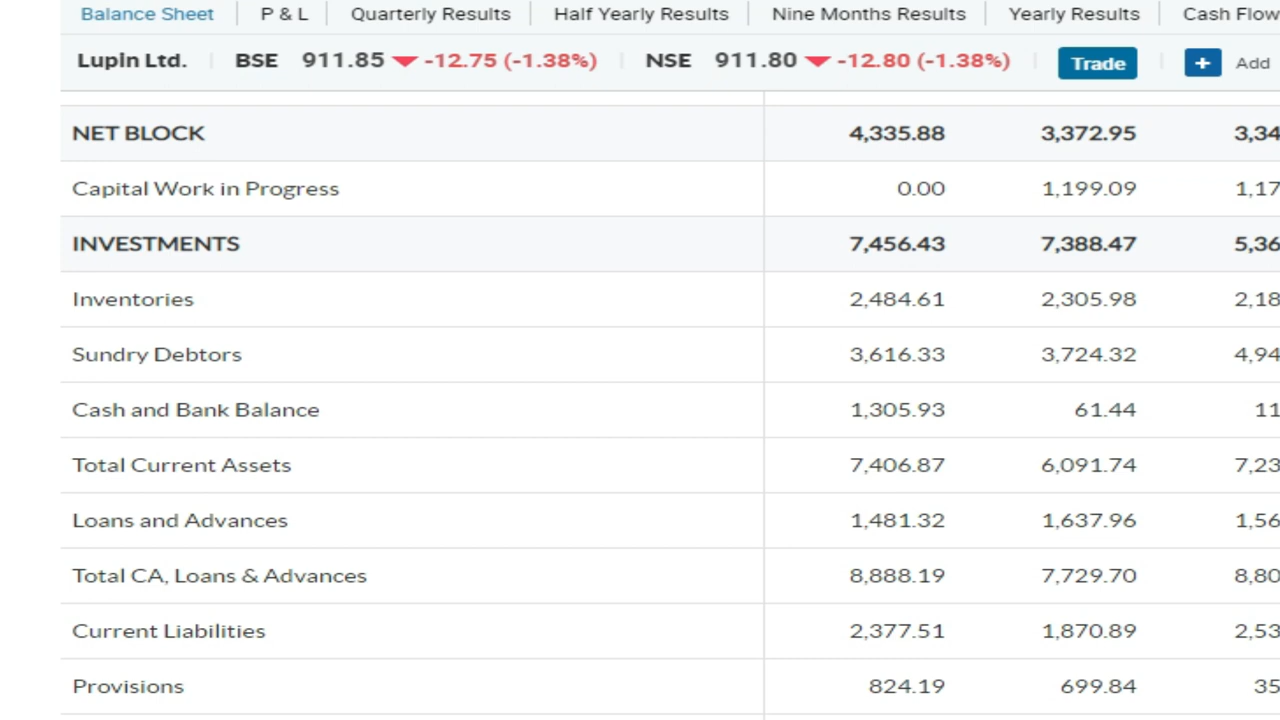 Balance Sheet P & L Quarterly Results Half Yearly Results Nine Months Results Yearly Results Cash Flow
Lupin Ltd. BSE 911.85 -12.75 (-1.38%) NSE 911.80 -12.80 (-1.38%) Trade + Add
NET BLOCK 4,335.88 3,372.95 3,34
Capital Work in Progress 0.00 1,199.09 1,17
INVESTMENTS 7,456.43 7,388.47 5,36
Inventories 2,484.61 2,305.98 2,18
Sundry Debtors 3,616.33 3,724.32 4,94
Cash and Bank Balance 1,305.93 61.44 11
Total Current Assets 7,406.87 6,091.74 7,23
Loans and Advances 1,481.32 1,637.96 1,56
Total CA, Loans & Advances 8,888.19 7,729.70 8,80
Current Liabilities 2,377.51 1,870.89 2,53
Provisions 824.19 699.84 35